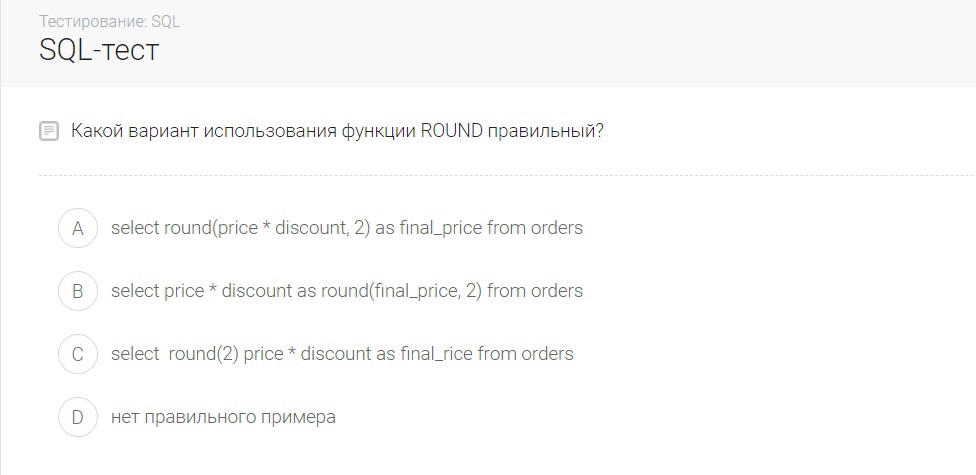 Тестирование: SQL
SQL-тест
Какой вариант использования функции ROUND правильный?
A select round(price * discount, 2) as final_price from orders
B select price * discount as round(final_price, 2) from orders
C select  round(2) price * discount as final_rice from orders
D нет правильного примера